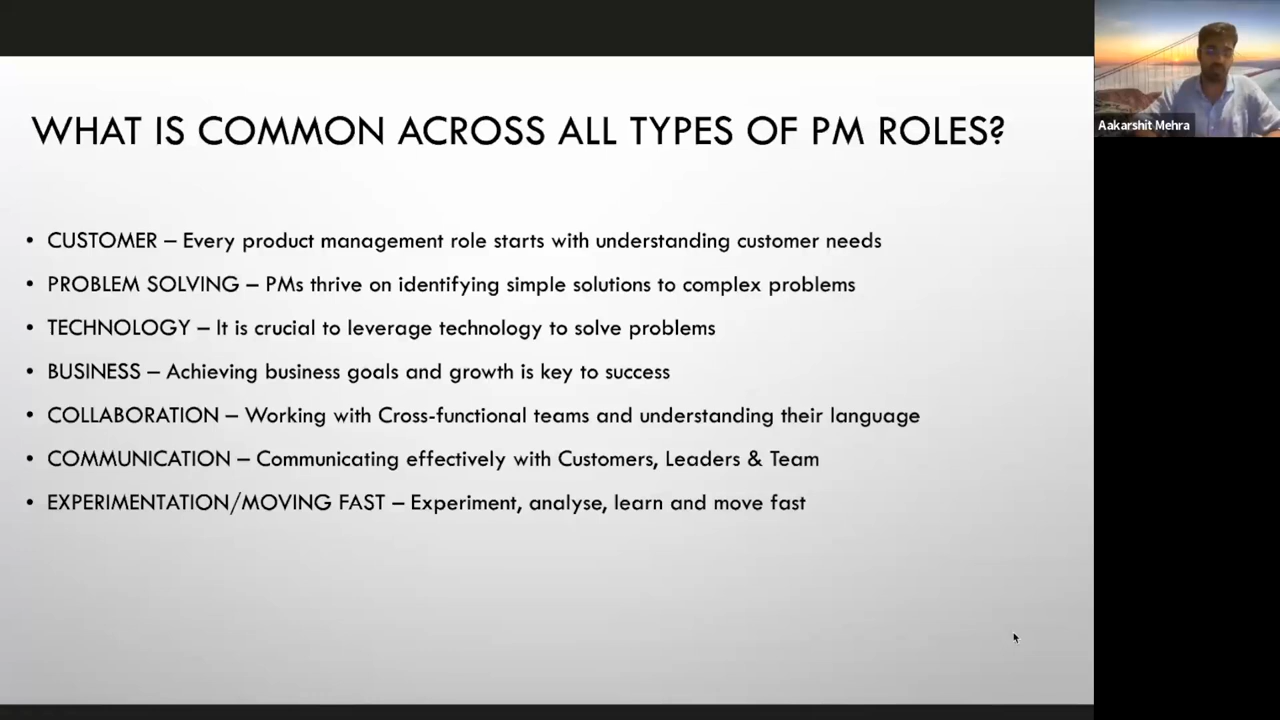 WHAT IS COMMON ACROSS ALL TYPES OF PM ROLES?
• CUSTOMER – Every product management role starts with understanding customer needs
• PROBLEM SOLVING – PMs thrive on identifying simple solutions to complex problems
• TECHNOLOGY – It is crucial to leverage technology to solve problems
• BUSINESS – Achieving business goals and growth is key to success
• COLLABORATION – Working with Cross-functional teams and understanding their language
• COMMUNICATION – Communicating effectively with Customers, Leaders & Team
• EXPERIMENTATION/MOVING FAST – Experiment, analyse, learn and move fast
Aakarshit Mehra